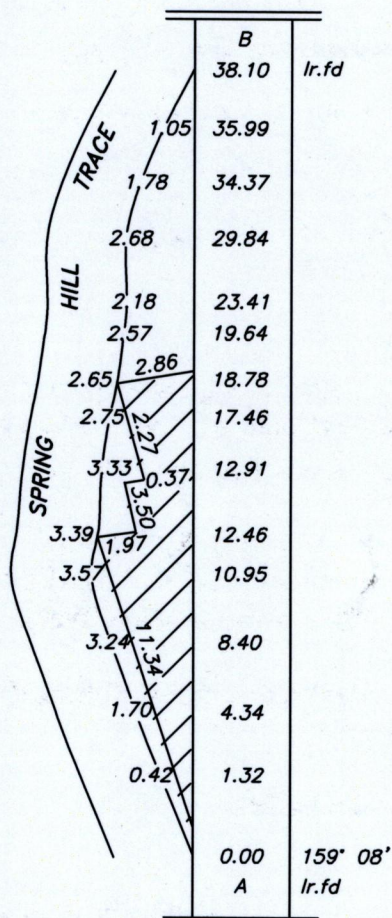 B
38.10 Ir.fd
1.05 35.99
TRACE
1.78 34.37
2.68 29.84
HILL
2.18 23.41
2.57 19.64
2.86
2.65 18.78
2.75 17.46
2.27
3.33 0.37 12.91
SPRING
3.50
3.39 1.97 12.46
3.57 10.95
3.24 11.34 8.40
1.70 4.34
0.42 1.32
0.00 159° 08'
A Ir.fd